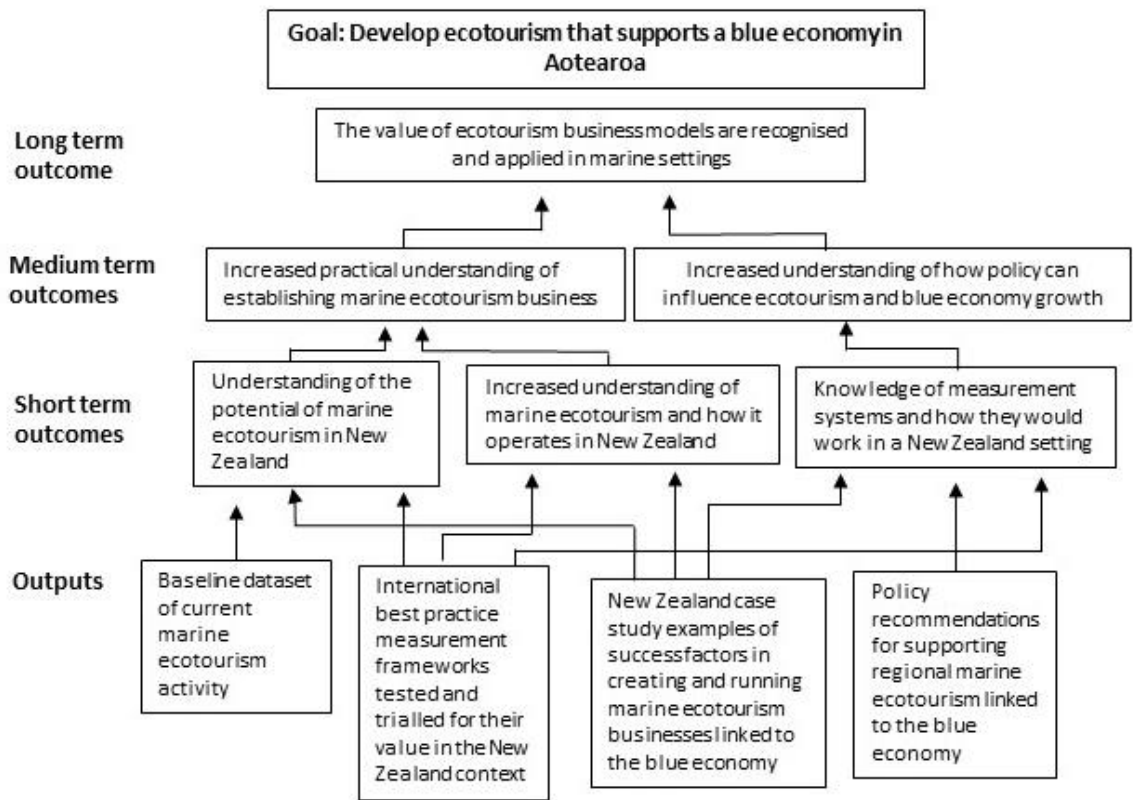 Goal: Develop ecotourism that supports a blue economy in
Aotearoa
Long term
outcome
The value of ecotourism business models are recognised
and applied in marine settings
Medium term
outcomes
Increased practical understanding of
establishing marine ecotourism business
Increased understanding of how policy can
influence ecotourism and blue economy growth
Short term
outcomes
Understanding of the
potential of marine
ecotourism in New
Zealand
Increased understanding of
marine ecotourism and how it
operates in New Zealand
Knowledge of measurement
systems and how they would
work in a New Zealand setting
Outputs
Baseline dataset
of current
marine
ecotourism
activity
International
best practice
measurement
frameworks
tested and
trialled for their
value in the New
Zealand context
New Zealand case
study examples of
success factors in
creating and running
marine ecotourism
businesses linked to
the blue economy
Policy
recommendations
for supporting
regional marine
ecotourism linked
to the blue
economy